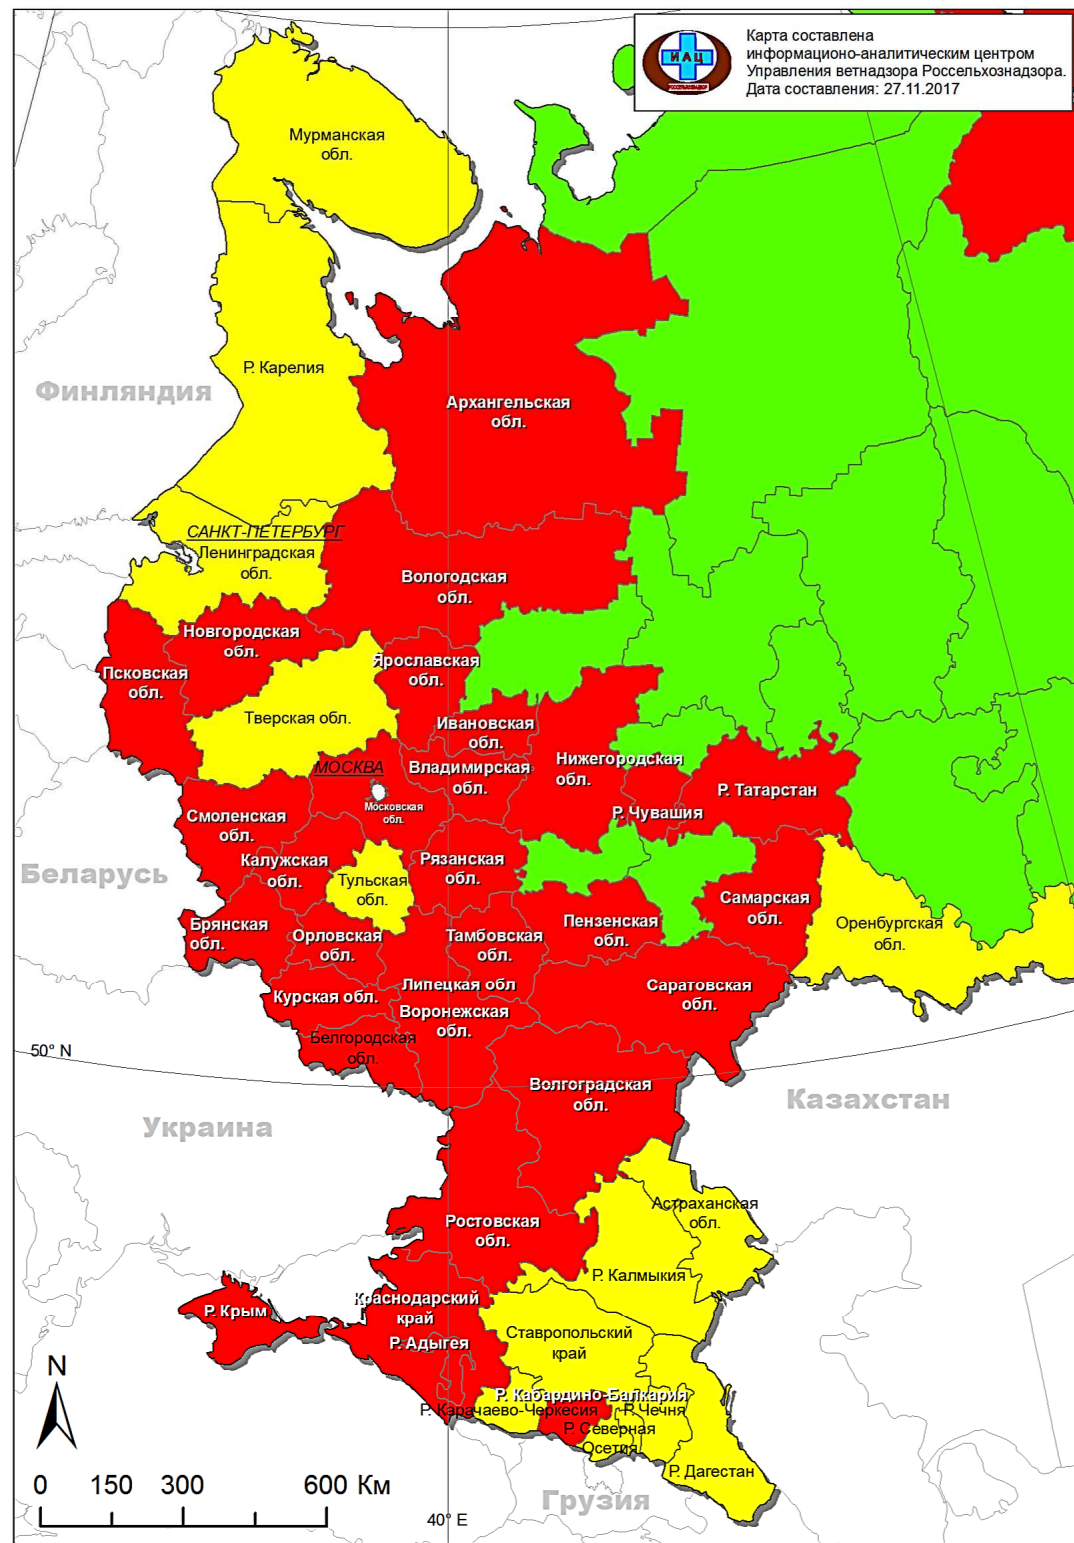 Карта составлена
информационо-аналитическим центром
Управления ветнадзора Россельхознадзора.
Дата составления: 27.11.2017
ИАЦ
Мурманская
обл.
Р. Карелия
Финляндия
Архангельская
обл.
САНКТ-ПЕТЕРБУРГ
Ленинградская
обл.
Вологодская
обл.
Новгородская
обл.
Псковская
обл.
Ярославская
обл.
Тверская обл.
Ивановская
обл.
МОСКВА
Владимирская
обл.
Нижегородская
обл.
Р. Татарстан
Московская
обл.
Р. Чувашия
Смоленская
обл.
Калужская
обл.
Рязанская
обл.
Беларусь
Тульская
обл.
Самарская
обл.
Брянская
обл.
Орловская
обл.
Тамбовская
обл.
Пензенская
обл.
Оренбургская
обл.
Курская обл.
Липецкая обл
Саратовская
обл.
Воронежская
обл.
Белгородская
обл.
50° N
Волгоградская
обл.
Казахстан
Украина
Астраханская
обл.
Ростовская
обл.
Р. Калмыкия
Р. Крым
Краснодарский
край
Ставропольский
край
Р. Адыгея
Р. Кабардино-Балкария
Р. Карачаево-Черкесия
Р. Чечня
Р. Северная
Осетия
Р. Дагестан
Грузия
N
0 150 300 600 Км
40° E